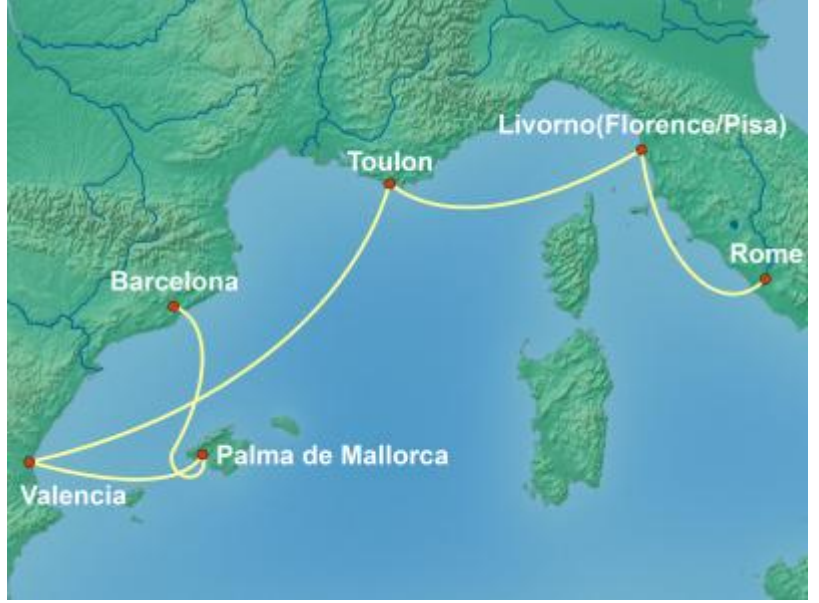 Livorno(Florence/Pisa)
Toulon
Rome
Barcelona
Palma de Mallorca
Valencia